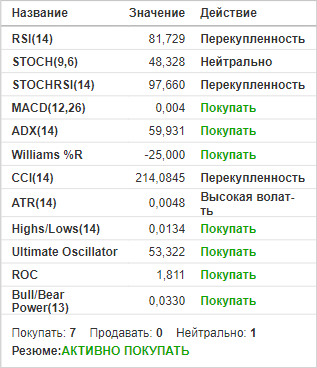 Название Значение Действие
RSI(14) 81,729 Перекупленность
STOCH(9,6) 48,328 Нейтрально
STOCHRSI(14) 97,660 Перекупленность
MACD(12,26) 0,004 Покупать
ADX(14) 59,931 Покупать
Williams %R -25,000 Покупать
CCI(14) 214,0845 Перекупленность
ATR(14) 0,0048 Высокая волат-
ть
Highs/Lows(14) 0,0134 Покупать
Ultimate Oscillator 53,322 Покупать
ROC 1,811 Покупать
Bull/Bear
Power(13) 0,0330 Покупать
Покупать: 7 Продавать: 0 Нейтрально: 1
Резюме:АКТИВНО ПОКУПАТЬ